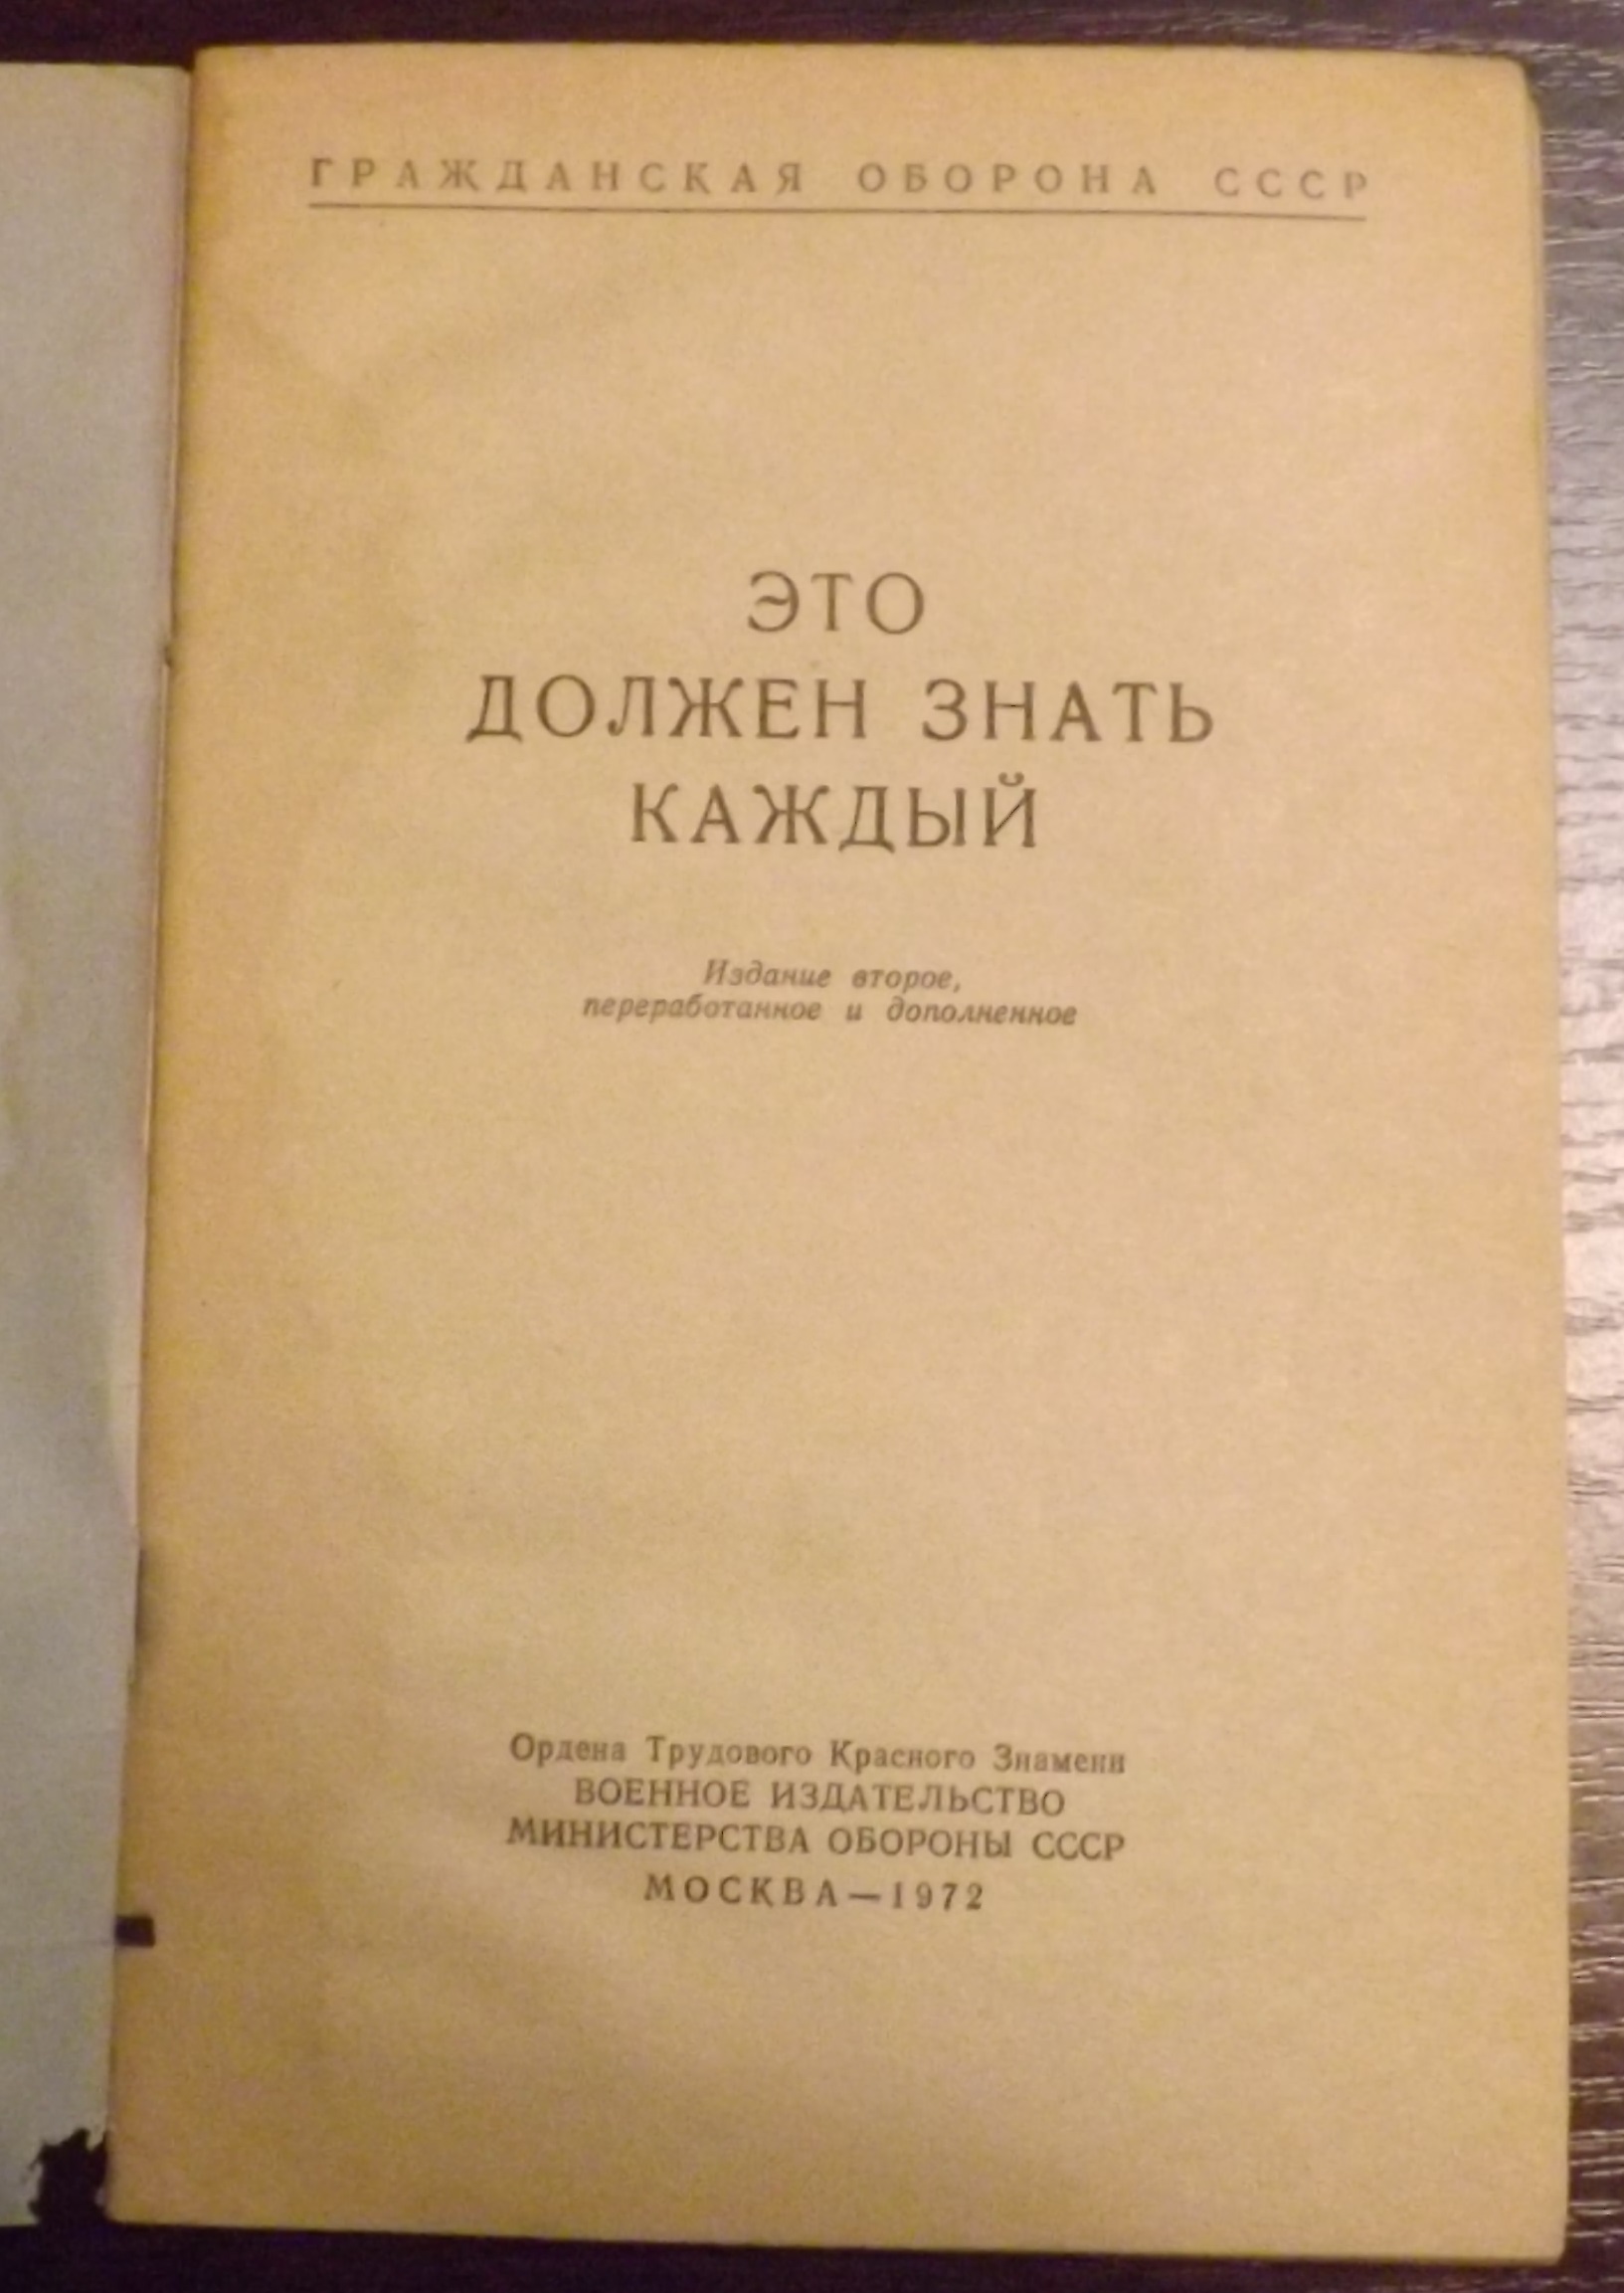 ГРАЖДАНСКАЯ ОБОРОНА СССР
ЭТО
ДОЛЖЕН ЗНАТЬ
КАЖДЫЙ
Издание второе,
переработанное и дополненное
Ордена Трудового Красного Знамени
ВОЕННОЕ ИЗДАТЕЛЬСТВО
МИНИСТЕРСТВА ОБОРОНЫ СССР
МОСКВА—1972